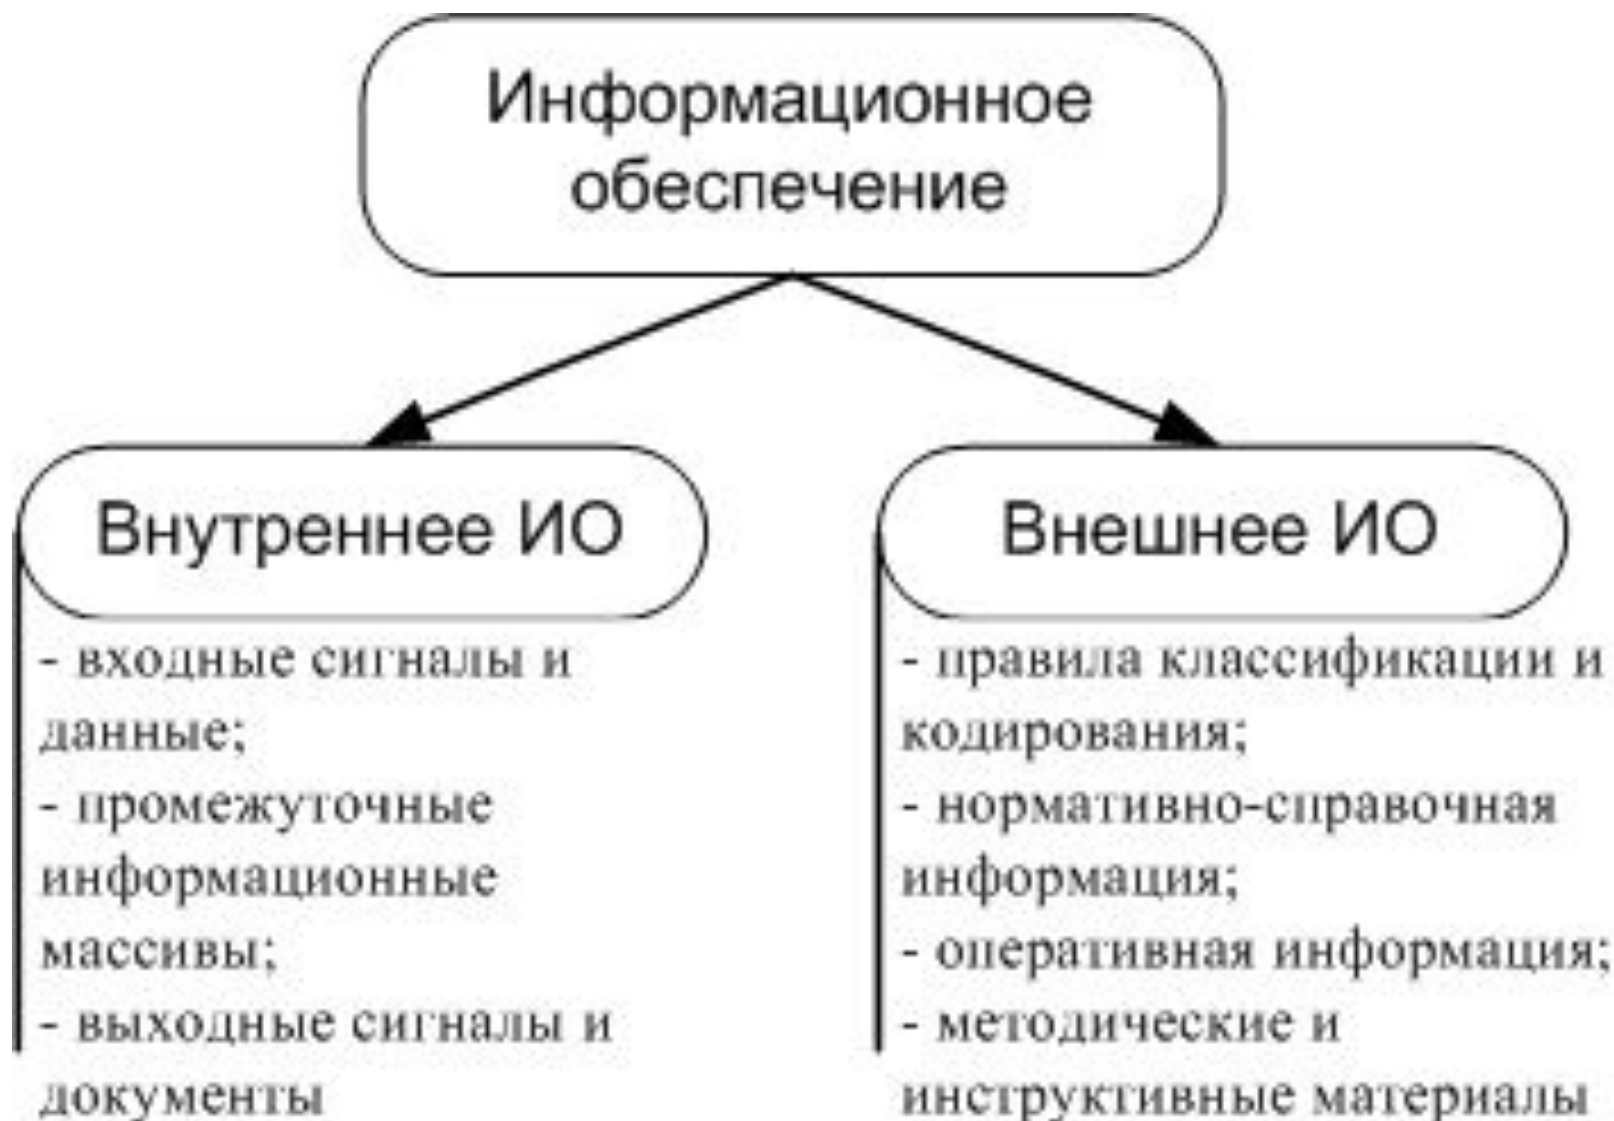 Информационное
обеспечение
Внутреннее ИО
- входные сигналы и
данные;
- промежуточные
информационные
массивы;
- выходные сигналы и
документы
Внешнее ИО
- правила классификации и
кодирования;
- нормативно-справочная
информация;
- оперативная информация;
- методические и
инструктивные материалы